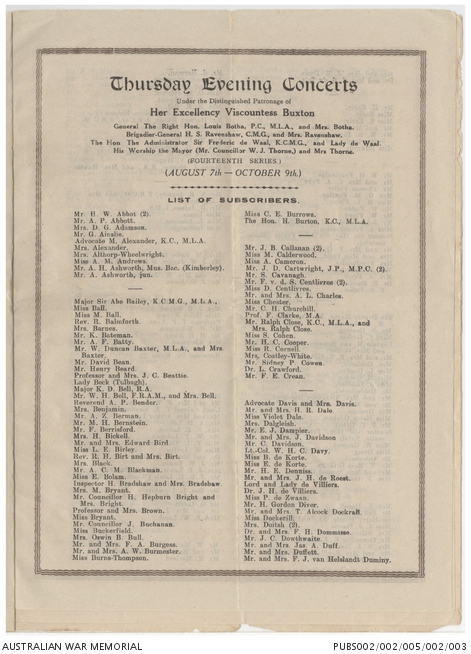 Thursday Evening Concerts
Under the Distinguished Patronage of
Her Excellency Viscountess Buxton
General The Right Hon. Louis Botha, P.C., M.L.A., and Mrs. Botha.
Brigadier-General H. S. Ravenshaw, C.M.G., and Mrs. Ravenshaw.
The Hon The Administrator Sir Frederic de Waal, K.C.M.G., and Lady de Waal.
His Worship the Mayor (Mr. Councillor W. J. Thorne,) and Mrs Thorne.
(FOURTEENTH SERIES.)
(AUGUST 7th — OCTOBER 9th.)
LIST OF SUBSCRIBERS.
Mr. H. W. Abbot (2).
Mr. A. P. Abbott.
Mrs. D. G. Adamson.
Mr. G. Ainslie.
Advocate M. Alexander, K.C., M.L.A.
Mrs. Alexander.
Mrs. Althorp-Wheelwright.
Miss A. M. Andrews.
Mr. A. H. Ashworth, Mus. Bac. (Kimberley).
Mr. A. Ashworth, jun.
Major Sir Abe Bailey, K.C.M.G., M.L.A.,
Miss Ball.
Miss M. Ball.
Rev. R. Balmforth.
Mrs. Barnes.
Mr. K. Bateman.
Mr. A. F. Batty.
Mr. W. Duncan Baxter, M.L.A., and Mrs
Baxter.
Mr. David Bean.
Mr. Henry Beard.
Professor and Mrs. J. C. Beattie.
Lady Beck (Tulbagh).
Major K. D. Bell, R.A.
Mr. W. H. Bell, F.R.A.M., and Mrs. Bell.
Reverend A. P. Bender.
Mrs. Benjamin.
Mr. A. Z. Berman.
Mr. M. H. Bernstein.
Mr. F. Berrisford.
Mrs. H. Bickell.
Mr. and Mrs. Edward Bird.
Miss L. E. Birley.
Rev. R. H. Birt and Mrs. Birt.
Mrs. Black.
Mr. A. C. M. Blackman.
Miss E. Bolam.
Inspector H. Bradshaw and Mrs. Bradshaw
Mrs. M. Bryant.
Mr. Councillor H. Hepburn Bright and
Mrs. Bright.
Professor and Mrs. Brown.
Miss Bryant.
Mr. Councillor J. Buchanan.
Miss Buckerfield.
Mrs. Oswin B. Bull.
Mr. and Mrs. F. A. Burgess.
Mr. and Mrs. A. W. Burmester.
Miss Burns-Thompson.
Miss C. E. Burrows.
The Hon. H. Burton, K.C., M.L.A.
Mr. J. B. Callanan (2).
Miss M. Calderwood.
Miss A. Cameron.
Mr. J. D. Cartwright, J.P., M.P.C. (2).
Mr. S. Cavanagh.
Mr. F. v. d. S. Centlivres (2).
Miss D. Centlivres.
Mr. and Mrs. A. L. Charles.
Miss Chester.
Mr. C. H. Churchill.
Prof. F. Clarke, M.A.
Mr. Ralph Close, K.C., M.L.A., and
Mrs. Ralph Close.
Miss S. Cohen.
Mr. H. C. Cooper.
Miss R. Cornell.
Mrs. Costley-White.
Mr. Sidney P. Cowen.
Dr. L. Crawford.
Mr. F. E. Crean.
Advocate Davis and Mrs. Davis.
Mr. and Mrs. H. R. Dale.
Miss Violet Dale.
Mrs. Dalgleish.
Mr. E. J. Dampier.
Mr. and Mrs. J. Davidson
Mr. C. Davidson.
Lt.-Col. W. H. C. Davy.
Miss B. de Korte.
Miss E. de Korte.
Mr. H. E. Denniss.
Mr. and Mrs. J. H. de Reest.
Lord and Lady de Villiers.
Dr. J. H. de Villiers.
Miss P. de Zwaan.
Mr. H. Gordon Diver.
Mr. and Mrs. T. Alcock Dockrall.
Miss Dockerill.
Mrs. (2).
Dr. and Mrs. F. H. Dommisse.
Mr. J. C. Dowthwaite.
Mr. and Mrs. Jas. A. Duff.
Mr. and Mrs. Duffett.
Mr. and Mrs. F. J. van Duminy.
AUSTRALIAN WAR MEMORIAL
PUBS002/002/005/002/003